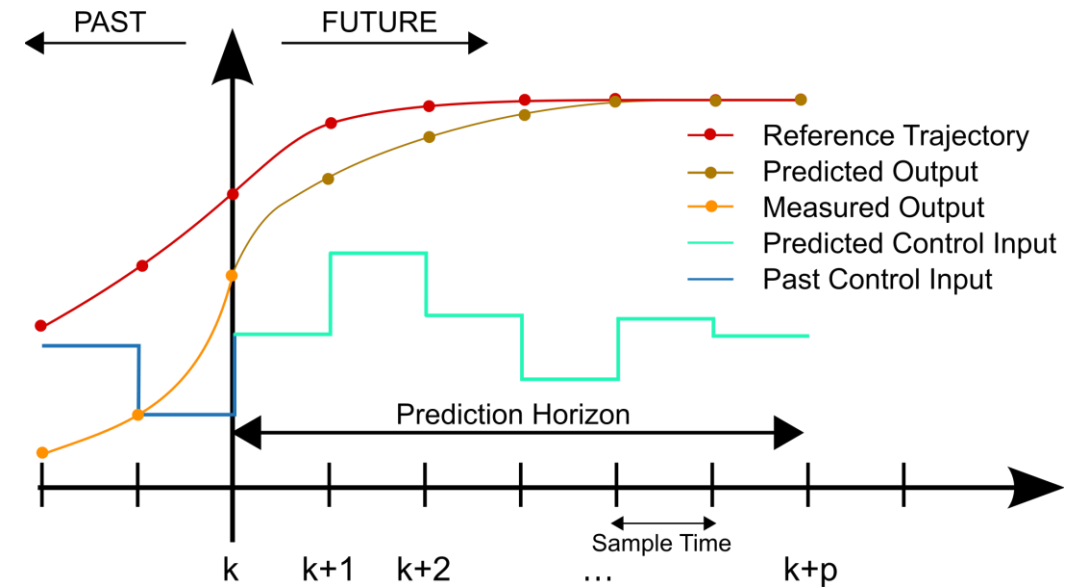 PAST
FUTURE
Reference Trajectory
Predicted Output
Measured Output
Predicted Control Input
Past Control Input
Prediction Horizon
Sample Time
k
k+1
k+2
...
k+p